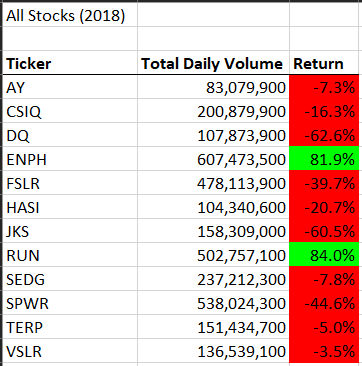 All Stocks (2018)
Ticker Total Daily Volume Return
AY 83,079,900 -7.3%
CSIQ 200,879,900 -16.3%
DQ 107,873,900 -62.6%
ENPH 607,473,500 81.9%
FSLR 478,113,900 -39.7%
HASI 104,340,600 -20.7%
JKS 158,309,000 -60.5%
RUN 502,757,100 84.0%
SEDG 237,212,300 -7.8%
SPWR 538,024,300 -44.6%
TERP 151,434,700 -5.0%
VSLR 136,539,100 -3.5%